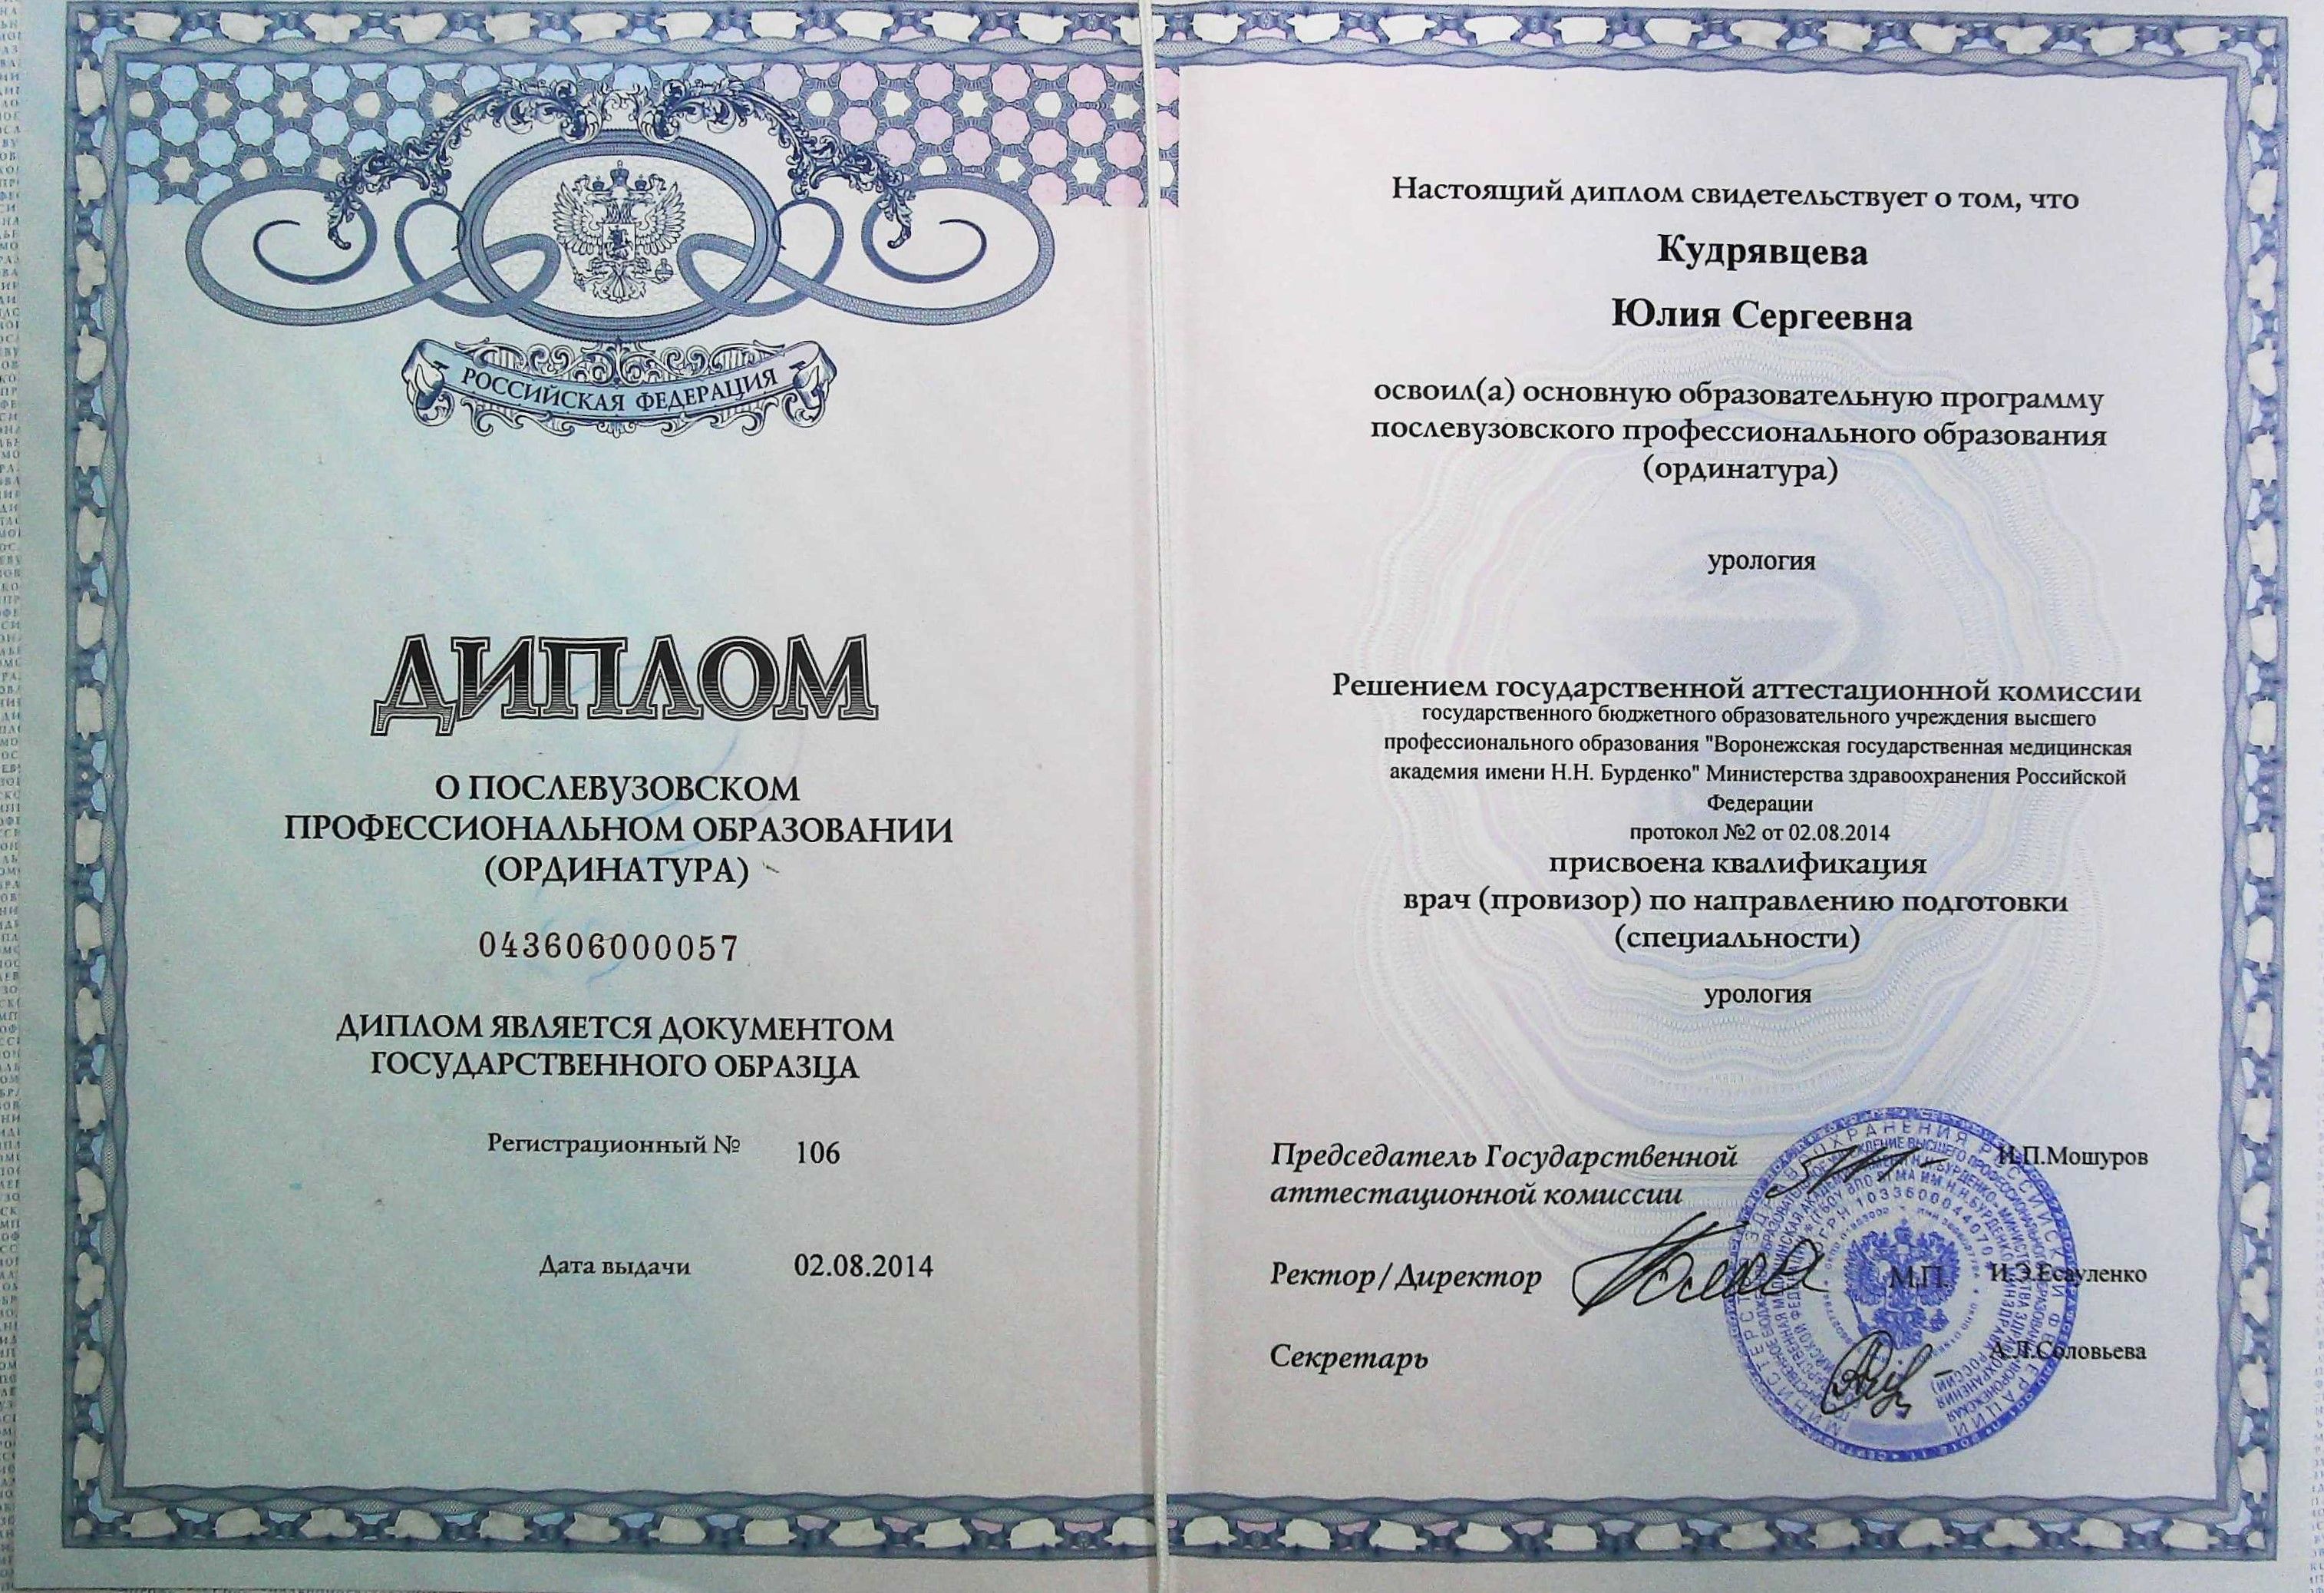 РОССИЙСКАЯ ФЕДЕРАЦИЯ
ДИПЛОМ
О ПОСЛЕВУЗОВСКОМ
ПРОФЕССИОНАЛЬНОМ ОБРАЗОВАНИИ
(ОРДИНАТУРА)
043606000057
ДИПЛОМ ЯВЛЯЕТСЯ ДОКУМЕНТОМ
ГОСУДАРСТВЕННОГО ОБРАЗЦА
Регистрационный № 106
Дата выдачи 02.08.2014
Настоящий диплом свидетельствует о том, что
Кудрявцева
Юлия Сергеевна
освоил(а) основную образовательную программу
послевузовского профессионального образования
(ординатура)
урология
Решением государственной аттестационной комиссии
государственного бюджетного образовательного учреждения высшего
профессионального образования "Воронежская государственная медицинская
академия имени Н.Н. Бурденко" Министерства здравоохранения Российской
Федерации
протокол №2 от 02.08.2014
присвоена квалификация
врач (провизор) по направлению подготовки
(специальности)
урология
Председатель Государственной
аттестационной комиссии
И.П.Мошуров
Ректор/Директор
М.П.
И.Э.Есауленко
Секретарь
А.Л.Соловьева